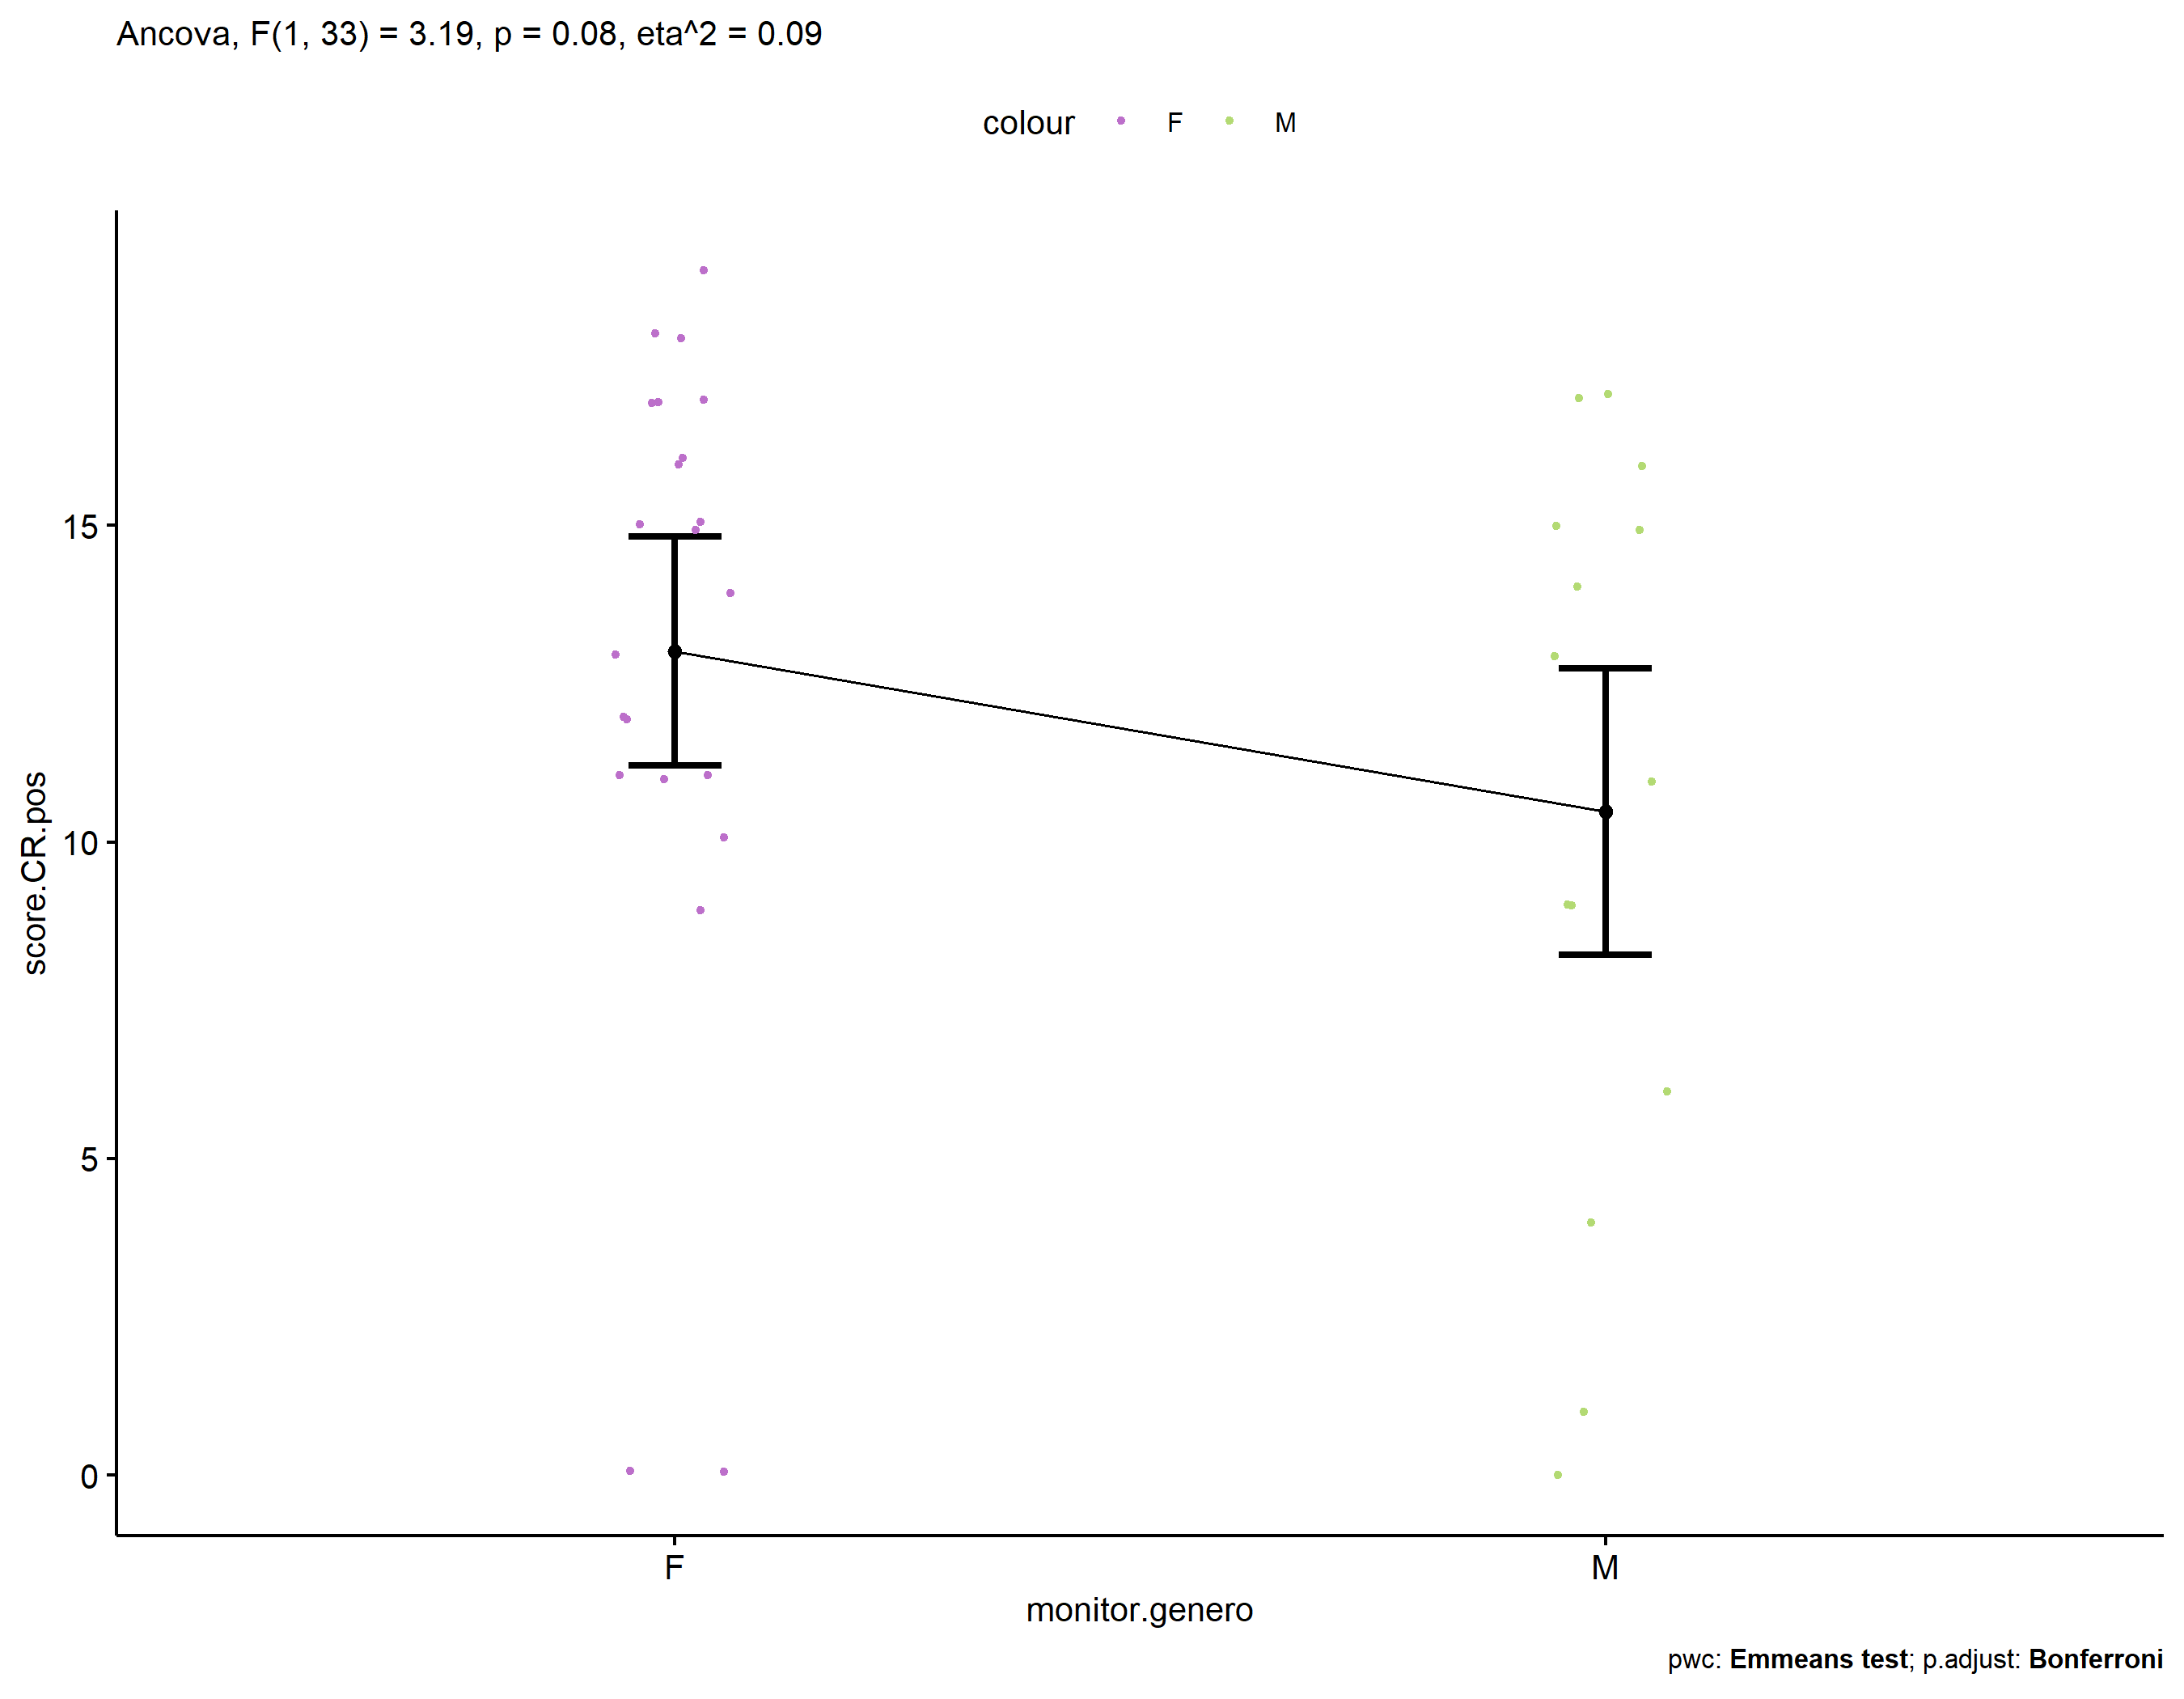 Ancova, F(1, 33) = 3.19, p = 0.08, eta^2 = 0.09
colour F M
score.CR.pos
15
10
5
0
F M
monitor.genero
pwc: Emmeans test; p.adjust: Bonferroni